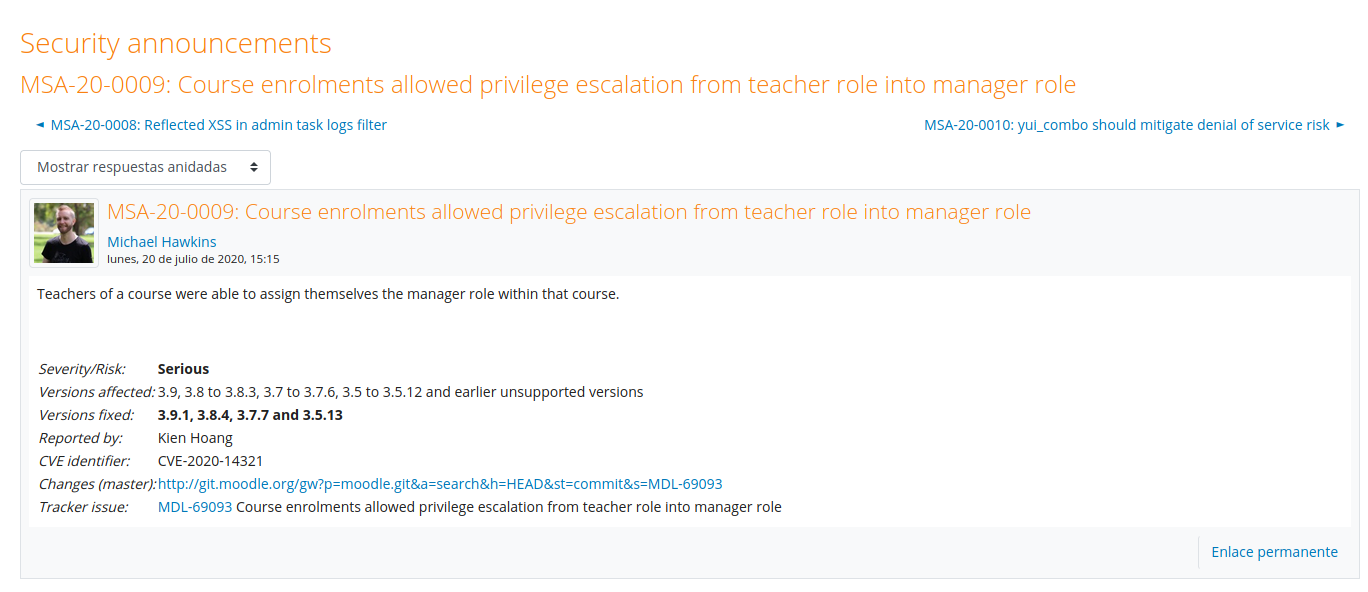 Security announcements
MSA-20-0009: Course enrolments allowed privilege escalation from teacher role into manager role
◄ MSA-20-0008: Reflected XSS in admin task logs filter
MSA-20-0010: yui_combo should mitigate denial of service risk ►
Mostrar respuestas anidadas
MSA-20-0009: Course enrolments allowed privilege escalation from teacher role into manager role
Michael Hawkins
lunes, 20 de julio de 2020, 15:15
Teachers of a course were able to assign themselves the manager role within that course.
Severity/Risk: Serious
Versions affected: 3.9, 3.8 to 3.8.3, 3.7 to 3.7.6, 3.5 to 3.5.12 and earlier unsupported versions
Versions fixed: 3.9.1, 3.8.4, 3.7.7 and 3.5.13
Reported by: Kien Hoang
CVE identifier: CVE-2020-14321
Changes (master): http://git.moodle.org/gw?p=moodle.git&a=search&h=HEAD&st=commit&s=MDL-69093
Tracker issue: MDL-69093 Course enrolments allowed privilege escalation from teacher role into manager role
Enlace permanente